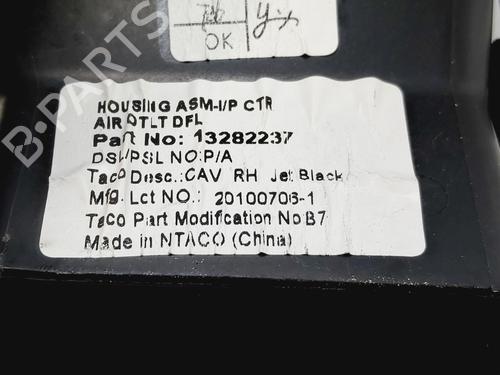 OK
HOUSING ASM-I/P CTR
AIR OTLT DFL
Part No: 13282237
DSL/PSL NO:P/A
Taco Desc.:CAV RH Jet Black
Mfg. Lct NO.: 20100706-1
Taco Part Modification No B7
Made in NTACO (China)
B-PARTS